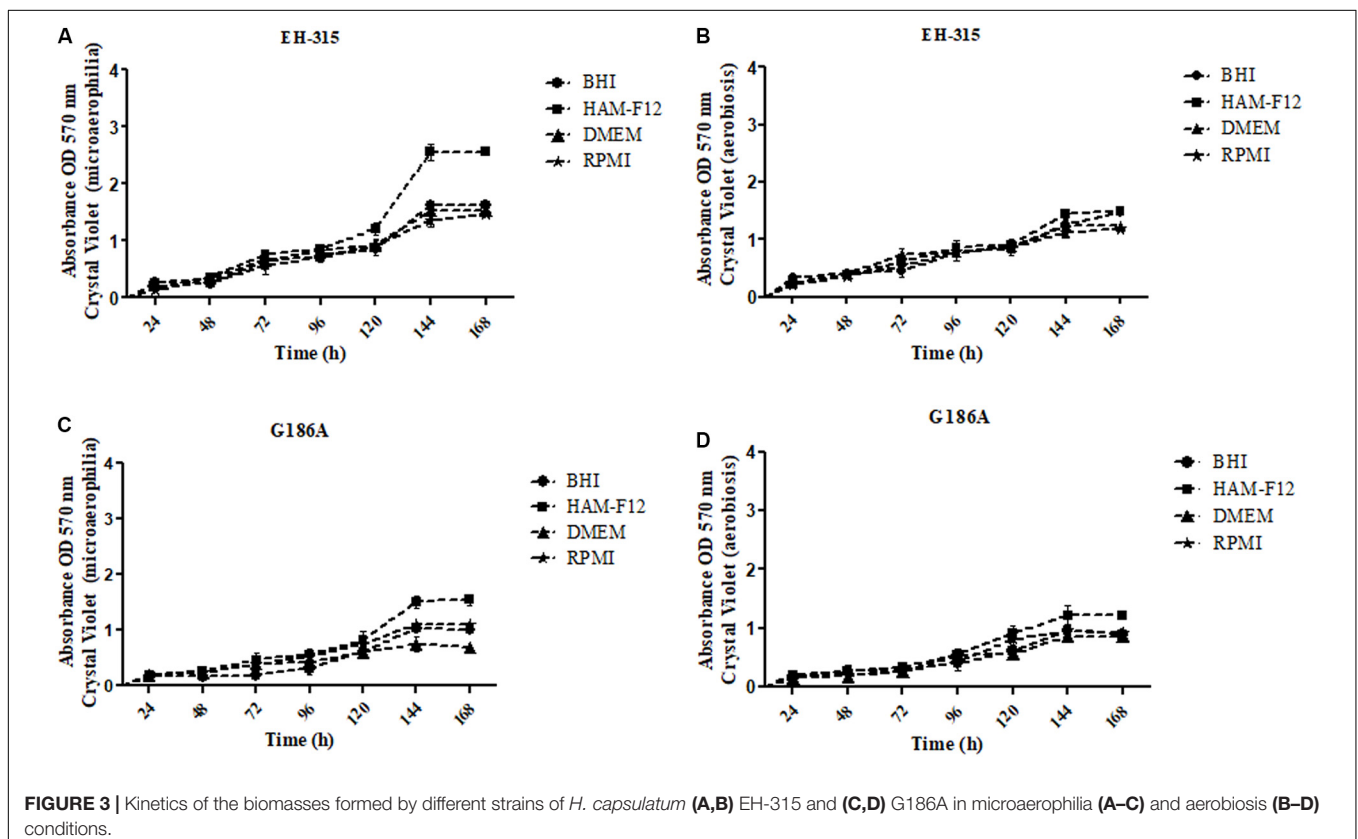 A
EH-315
Absorbance OD 570 nm
Crystal Violet (microaerophilia)
4
3
2
1
0
24
48
72
96
120
144
168
Time (h)
BHI
HAM-F12
DMEM
RPMI
B
EH-315
Absorbance OD 570 nm
Crystal Violet (aerobiosis)
4
3
2
1
0
24
48
72
96
120
144
168
Time (h)
BHI
HAM-F12
DMEM
RPMI
C
G186A
Absorbance OD 570 nm
Crystal Violet (microaerophilia)
4
3
2
1
0
24
48
72
96
120
144
168
Time (h)
BHI
HAM-F12
DMEM
RPMI
D
G186A
Absorbance OD 570 nm
Crystal Violet (aerobiosis)
4
3
2
1
0
24
48
72
96
120
144
168
Time (h)
BHI
HAM-F12
DMEM
RPMI
FIGURE 3 | Kinetics of the biomasses formed by different strains of H. capsulatum (A,B) EH-315 and (C,D) G186A in microaerophilia (A–C) and aerobiosis (B–D)
conditions.